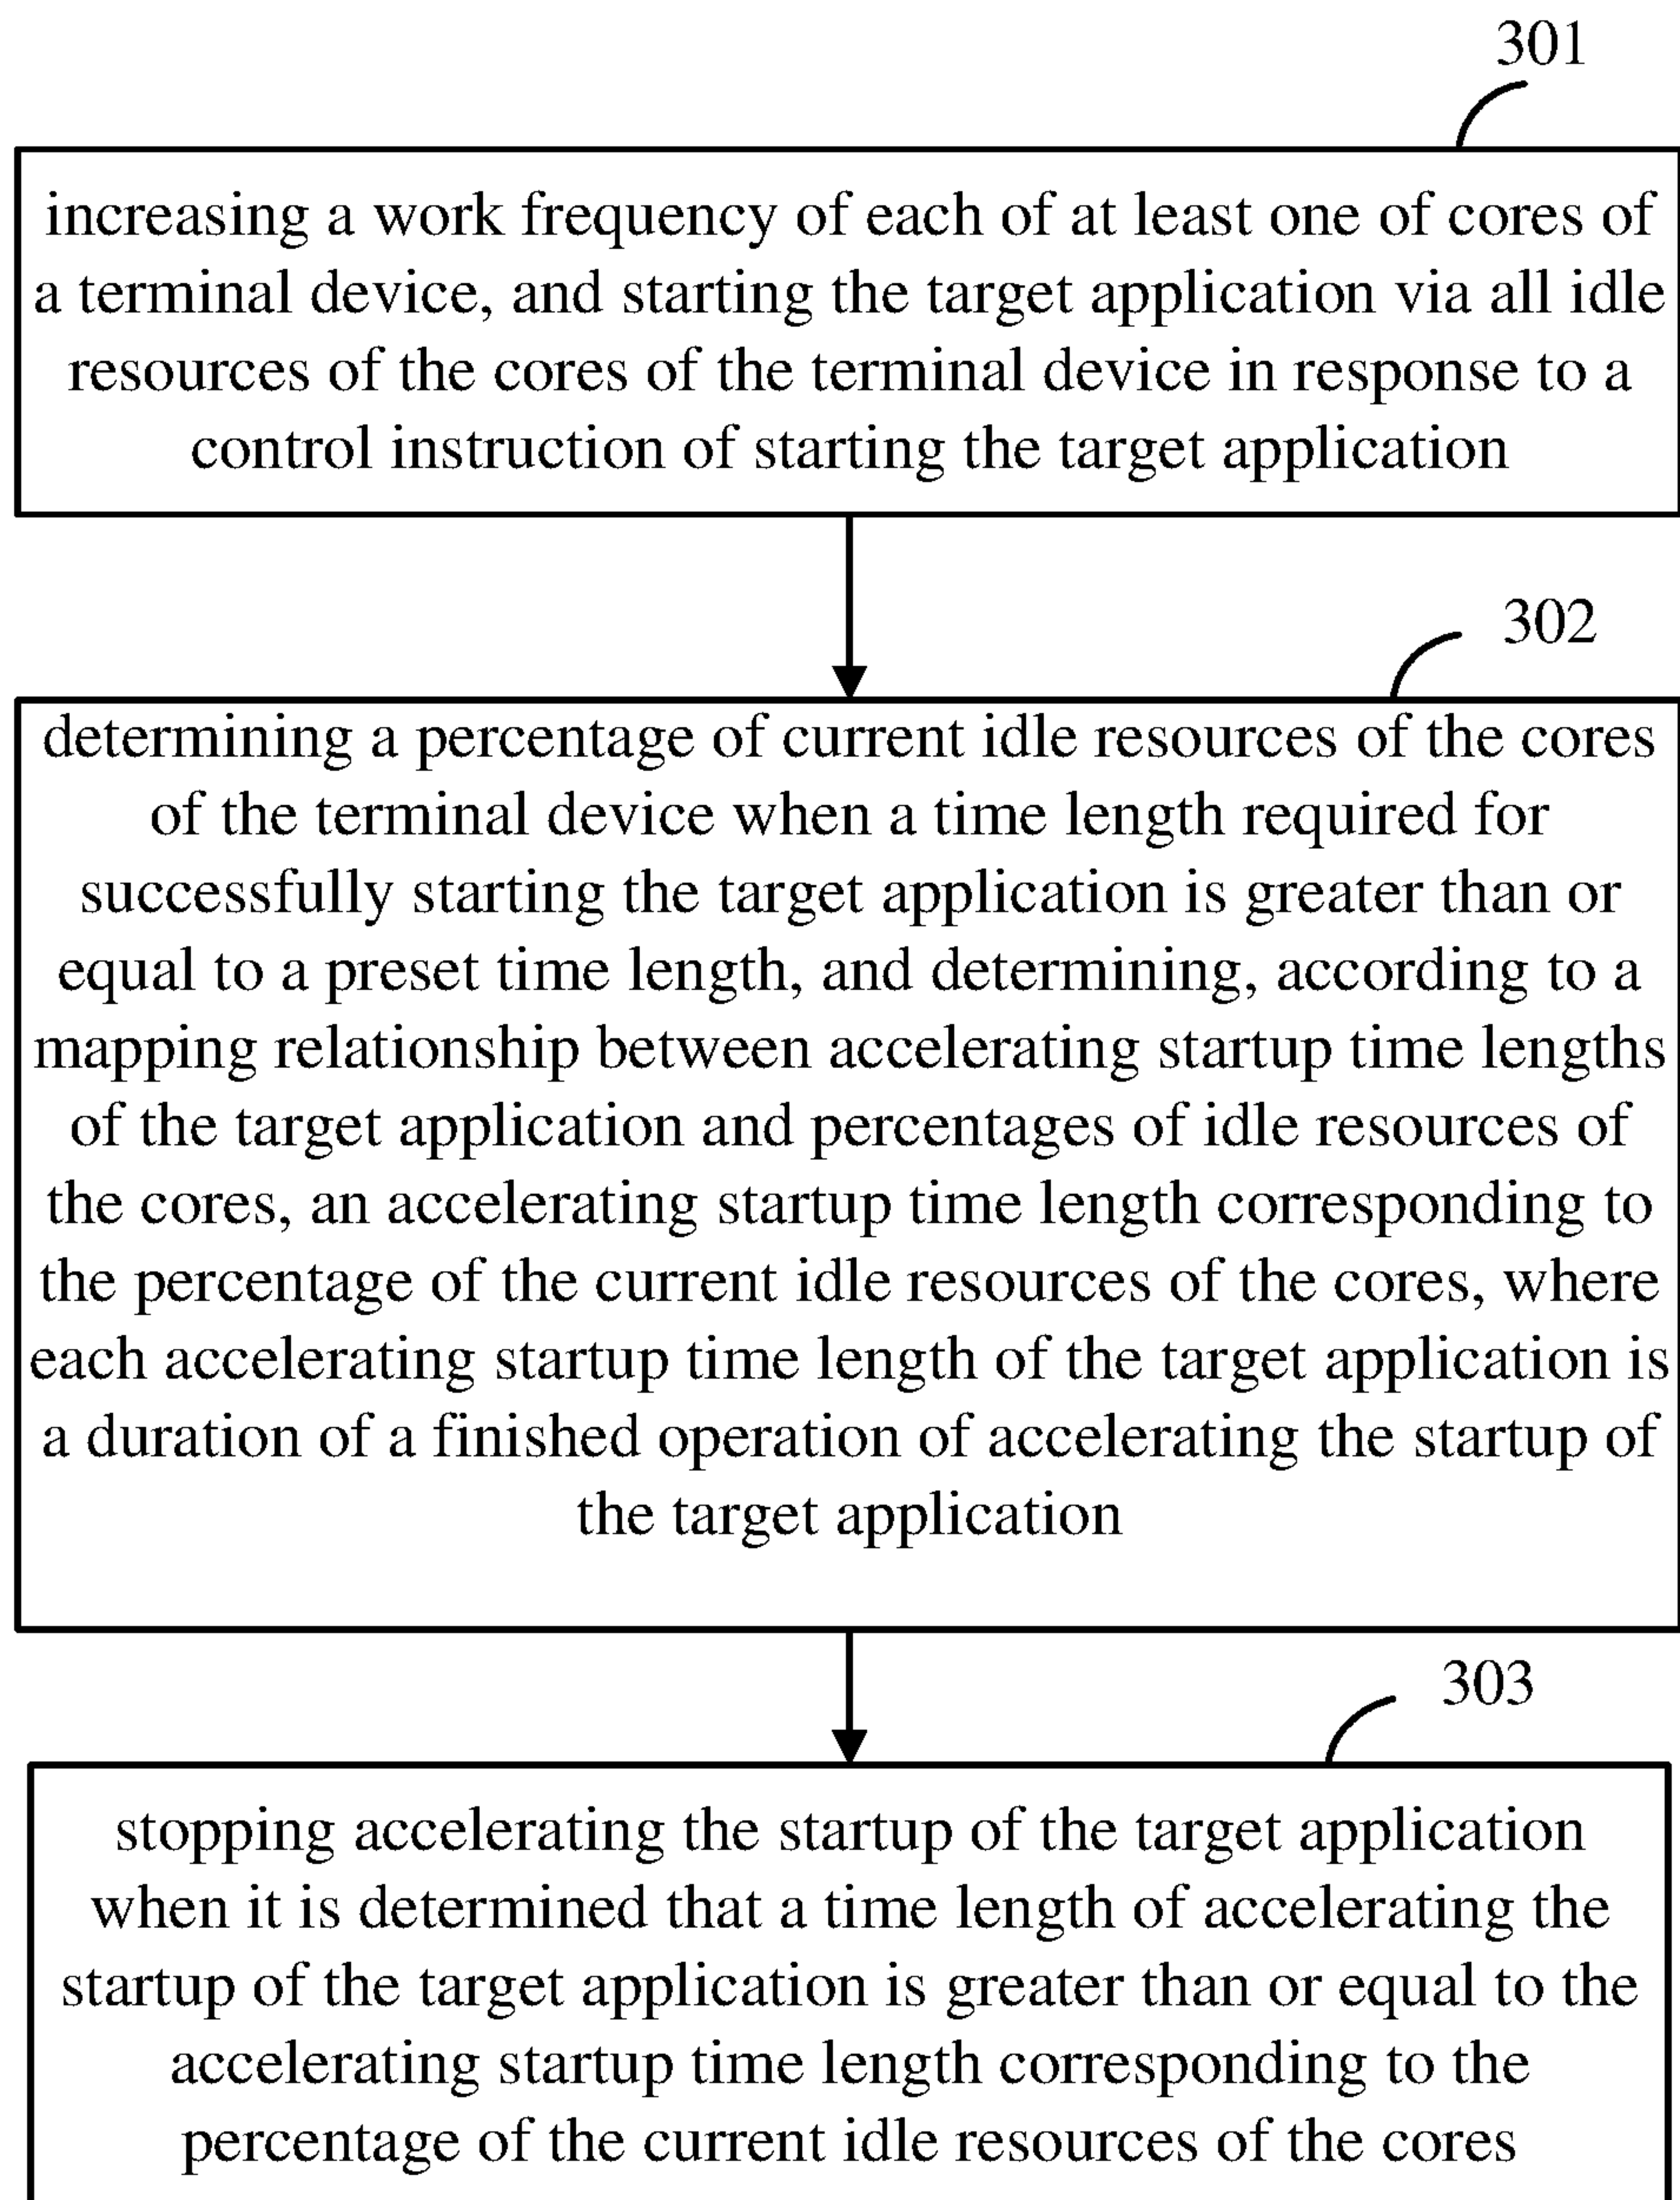 301
increasing a work frequency of each of at least one of cores of
a terminal device, and starting the target application via all idle
resources of the cores of the terminal device in response to a
control instruction of starting the target application
302
determining a percentage of current idle resources of the cores
of the terminal device when a time length required for
successfully starting the target application is greater than or
equal to a preset time length, and determining, according to a
mapping relationship between accelerating startup time lengths
of the target application and percentages of idle resources of
the cores, an accelerating startup time length corresponding to
the percentage of the current idle resources of the cores, where
each accelerating startup time length of the target application is
a duration of a finished operation of accelerating the startup of
the target application
303
stopping accelerating the startup of the target application
when it is determined that a time length of accelerating the
startup of the target application is greater than or equal to the
accelerating startup time length corresponding to the
percentage of the current idle resources of the cores